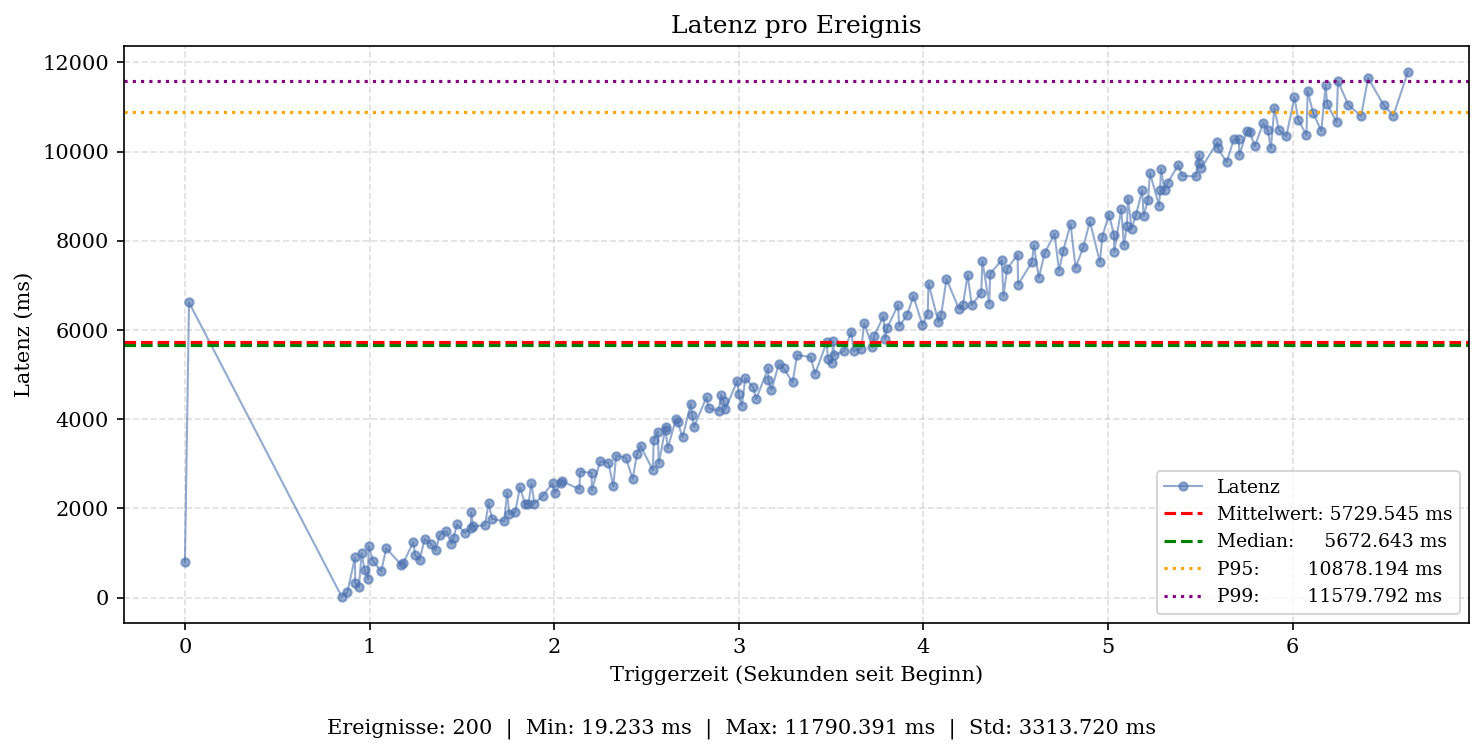 Latenz pro Ereignis
12000
10000
8000
6000
4000
2000
0
Latenz (ms)
0 1 2 3 4 5 6
Triggerzeit (Sekunden seit Beginn)
Latenz
Mittelwert: 5729.545 ms
Median: 5672.643 ms
P95: 10878.194 ms
P99: 11579.792 ms
Ereignisse: 200 | Min: 19.233 ms | Max: 11790.391 ms | Std: 3313.720 ms